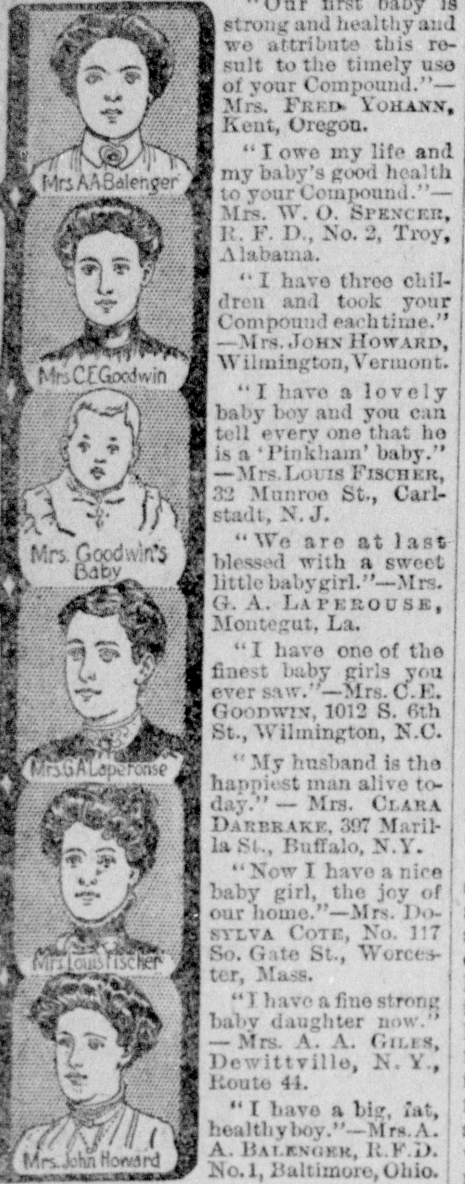 "Our first baby is
strong and healthy and
we attribute this re-
sult to the timely use
of your Compound."—
Mrs. FRED YOHANN,
Kent, Oregon.
"I owe my life and
my baby's good health
to your Compound."—
Mrs. W. O. SPENCER,
R. F. D., No. 2, Troy,
Alabama.
"I have three chil-
dren and took your
Compound each time."
—Mrs. JOHN HOWARD,
Wilmington, Vermont.
"I have a lovely
baby boy and you can
tell every one that he
is a 'Pinkham' baby."
—Mrs. LOUIS FISCHER,
32 Munroe St., Carl-
stadt, N. J.
"We are at last
blessed with a sweet
little baby girl."—Mrs.
G. A. LAPEROUSE,
Montegut, La.
"I have one of the
finest baby girls you
ever saw."—Mrs. C. E.
GOODWIN, 1012 S. 6th
St., Wilmington, N.C.
"My husband is the
happiest man alive to-
day." — Mrs. CLARA
DARBRAKE, 397 Maril-
la St., Buffalo, N.Y.
"Now I have a nice
baby girl, the joy of
our home."—Mrs. DO-
SYLVA COTE, No. 117
So. Gate St., Worces-
ter, Mass.
"I have a fine strong
baby daughter now."
— Mrs. A. A. GILES,
Dewittville, N. Y.,
Route 44.
"I have a big, fat,
healthy boy."—Mrs. A.
A. BALENGER, R.F.D.
No. 1, Baltimore, Ohio.
Mrs A A Balenger
Mrs C E Goodwin
Mrs. Goodwin's
Baby
Mrs G A Laperouse
Mrs Louis Fischer
Mrs. John Howard